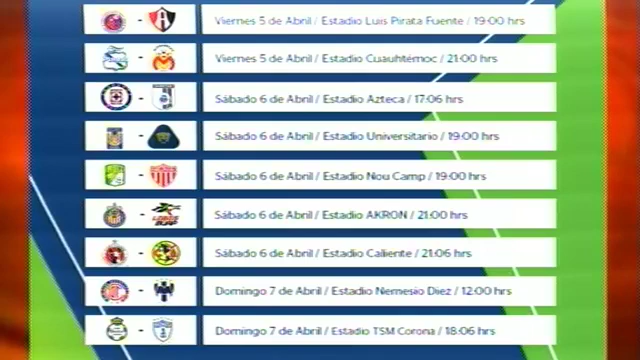 Viernes 5 de Abril / Estadio Luis Pirata Fuente / 19:00 hrs
Viernes 5 de Abril / Estadio Cuauhtémoc / 21:00 hrs
Sábado 6 de Abril / Estadio Azteca / 17:06 hrs
Sábado 6 de Abril / Estadio Universitario / 19:00 hrs
Sábado 6 de Abril / Estadio Nou Camp / 19:00 hrs
LOBOS BUAP
Sábado 6 de Abril / Estadio AKRON / 21:00 hrs
Sábado 6 de Abril / Estadio Caliente / 21:06 hrs
Domingo 7 de Abril / Estadio Nemesio Diez / 12:00 hrs
Domingo 7 de Abril / Estadio TSM Corona / 18:06 hrs